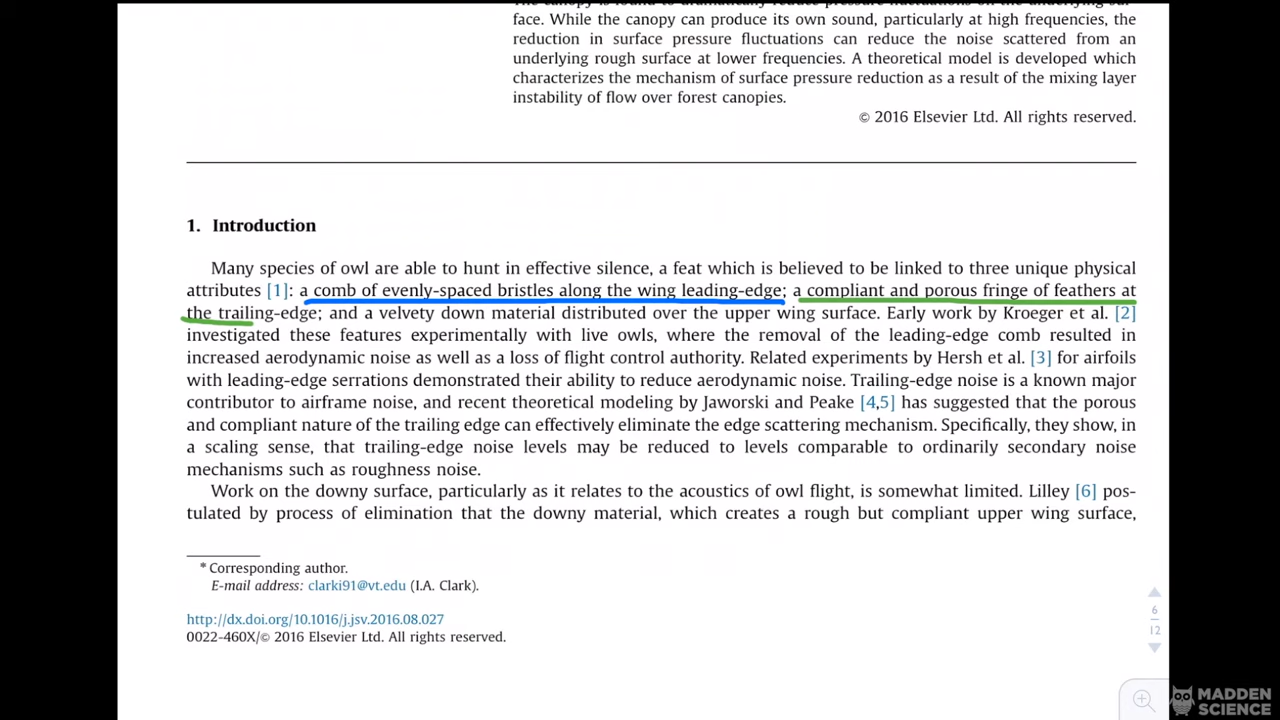 face. While the canopy can produce its own sound, particularly at high frequencies, the
reduction in surface pressure fluctuations can reduce the noise scattered from an
underlying rough surface at lower frequencies. A theoretical model is developed which
characterizes the mechanism of surface pressure reduction as a result of the mixing layer
instability of flow over forest canopies.
© 2016 Elsevier Ltd. All rights reserved.
1. Introduction
Many species of owl are able to hunt in effective silence, a feat which is believed to be linked to three unique physical
attributes [1]: a comb of evenly-spaced bristles along the wing leading-edge; a compliant and porous fringe of feathers at
the trailing-edge; and a velvety down material distributed over the upper wing surface. Early work by Kroeger et al. [2]
investigated these features experimentally with live owls, where the removal of the leading-edge comb resulted in
increased aerodynamic noise as well as a loss of flight control authority. Related experiments by Hersh et al. [3] for airfoils
with leading-edge serrations demonstrated their ability to reduce aerodynamic noise. Trailing-edge noise is a known major
contributor to airframe noise, and recent theoretical modeling by Jaworski and Peake [4,5] has suggested that the porous
and compliant nature of the trailing edge can effectively eliminate the edge scattering mechanism. Specifically, they show, in
a scaling sense, that trailing-edge noise levels may be reduced to levels comparable to ordinarily secondary noise
mechanisms such as roughness noise.
Work on the downy surface, particularly as it relates to the acoustics of owl flight, is somewhat limited. Lilley [6] pos-
tulated by process of elimination that the downy material, which creates a rough but compliant upper wing surface,
* Corresponding author.
E-mail address: clarki91@vt.edu (I.A. Clark).
http://dx.doi.org/10.1016/j.jsv.2016.08.027
0022-460X/© 2016 Elsevier Ltd. All rights reserved.
6
12
MADDEN
SCIENCE